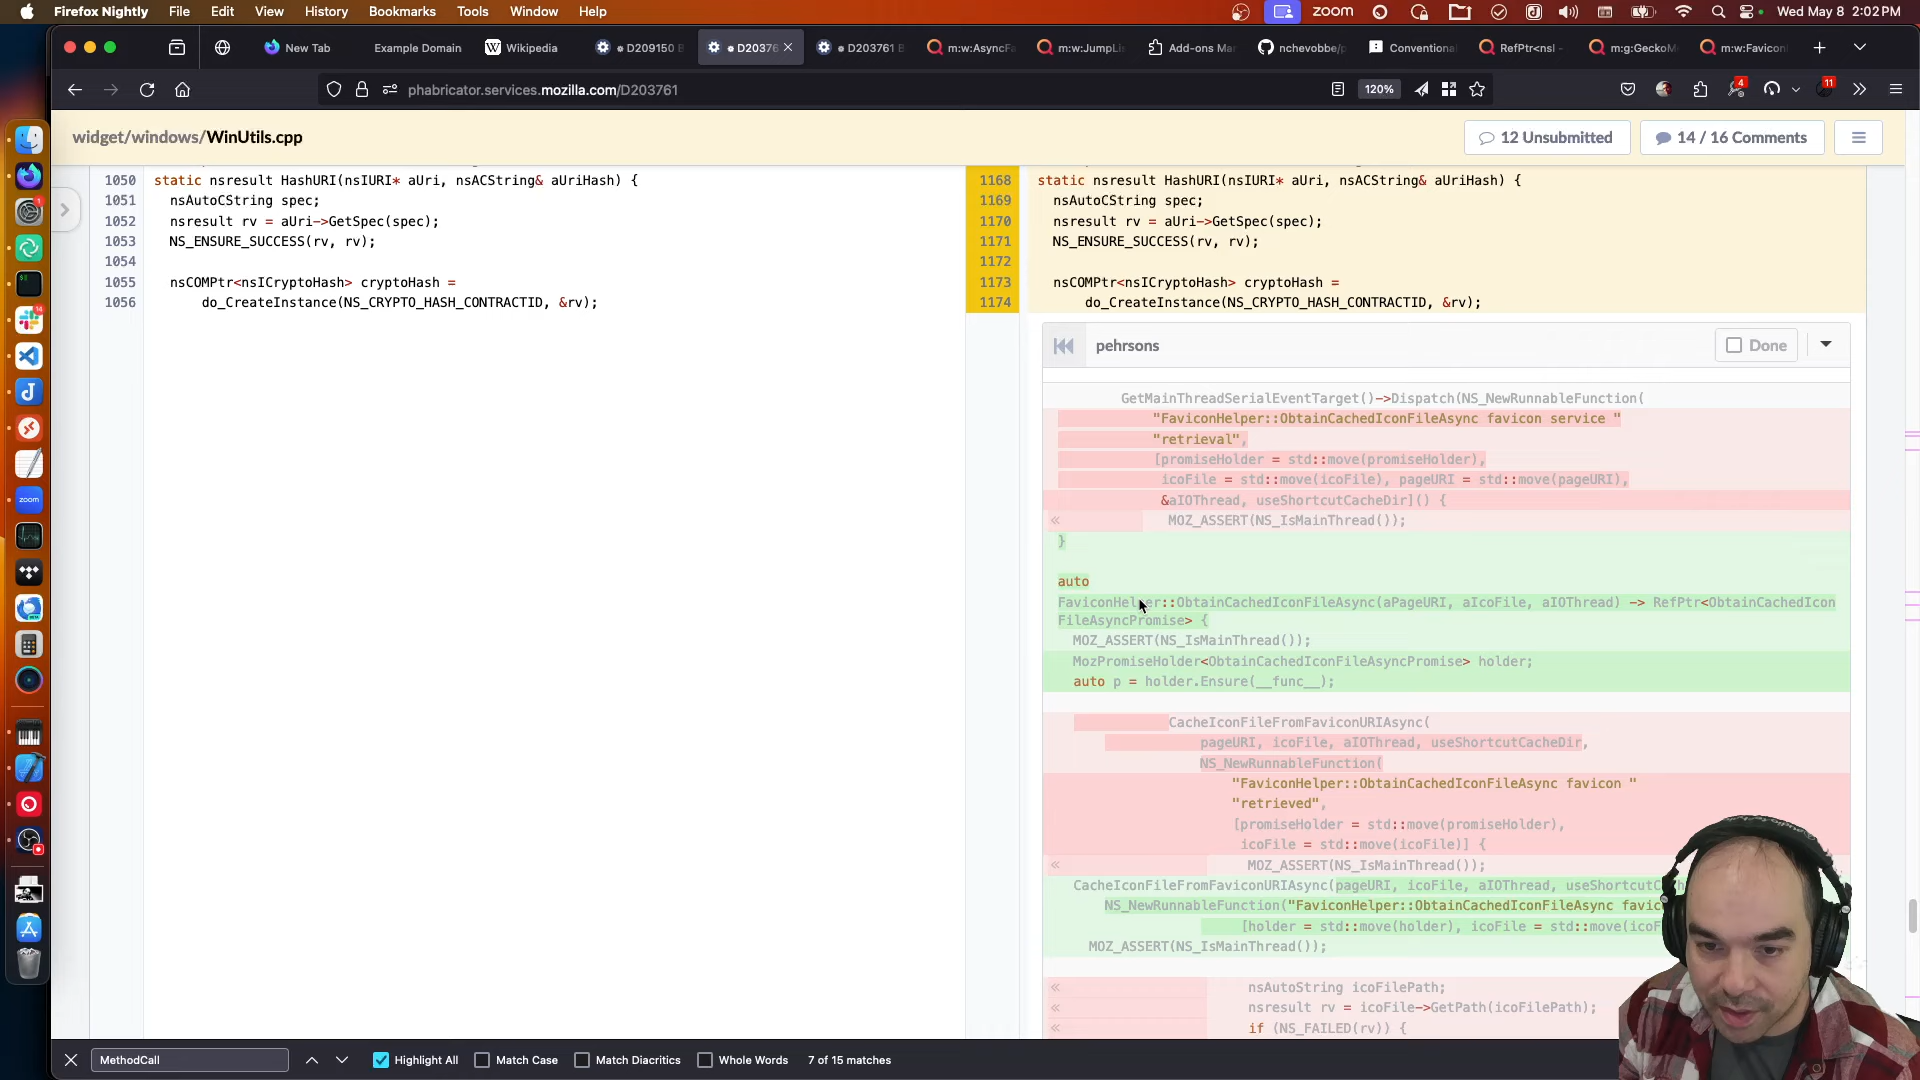 Firefox Nightly File Edit View History Bookmarks Tools Window Help zoom Wed May 8 2:02 PM
New Tab Example Domain Wikipedia D209150 B D20376 D203761 B m:w:AsyncFa m:w:JumpLi Add-ons Ma nchevobbe/p Conventiona RefPtr<nsI - m:g:GeckoM m:w:Favicon
phabricator.services.mozilla.com/D203761 120% 4 11
widget/windows/WinUtils.cpp 12 Unsubmitted 14 / 16 Comments
1050 static nsresult HashURI(nsIURI* aUri, nsACString& aUriHash) {
1051 nsAutoCString spec;
1052 nsresult rv = aUri->GetSpec(spec);
1053 NS_ENSURE_SUCCESS(rv, rv);
1054
1055 nsCOMPtr<nsICryptoHash> cryptoHash =
1056 do_CreateInstance(NS_CRYPTO_HASH_CONTRACTID, &rv);
1168 static nsresult HashURI(nsIURI* aUri, nsACString& aUriHash) {
1169 nsAutoCString spec;
1170 nsresult rv = aUri->GetSpec(spec);
1171 NS_ENSURE_SUCCESS(rv, rv);
1172
1173 nsCOMPtr<nsICryptoHash> cryptoHash =
1174 do_CreateInstance(NS_CRYPTO_HASH_CONTRACTID, &rv);
pehrsons Done
GetMainThreadSerialEventTarget()->Dispatch(NS_NewRunnableFunction(
"FaviconHelper::ObtainCachedIconFileAsync favicon service "
"retrieval",
[promiseHolder = std::move(promiseHolder),
icoFile = std::move(icoFile), pageURI = std::move(pageURI),
&aIOThread, useShortcutCacheDir]() {
« MOZ_ASSERT(NS_IsMainThread());
}
auto
FaviconHelper::ObtainCachedIconFileAsync(aPageURI, aIcoFile, aIOThread) -> RefPtr<ObtainCachedIcon
FileAsyncPromise> {
MOZ_ASSERT(NS_IsMainThread());
MozPromiseHolder<ObtainCachedIconFileAsyncPromise> holder;
auto p = holder.Ensure(__func__);
CacheIconFileFromFaviconURIAsync(
pageURI, icoFile, aIOThread, useShortcutCacheDir,
NS_NewRunnableFunction(
"FaviconHelper::ObtainCachedIconFileAsync favicon "
"retrieved",
[promiseHolder = std::move(promiseHolder),
icoFile = std::move(icoFile)] {
« MOZ_ASSERT(NS_IsMainThread());
CacheIconFileFromFaviconURIAsync(pageURI, icoFile, aIOThread, useShortcutC
NS_NewRunnableFunction("FaviconHelper::ObtainCachedIconFileAsync favic
[holder = std::move(holder), icoFile = std::move(icoF
MOZ_ASSERT(NS_IsMainThread());
« nsAutoString icoFilePath;
« nsresult rv = icoFile->GetPath(icoFilePath);
« if (NS_FAILED(rv)) {
MethodCall Highlight All Match Case Match Diacritics Whole Words 7 of 15 matches